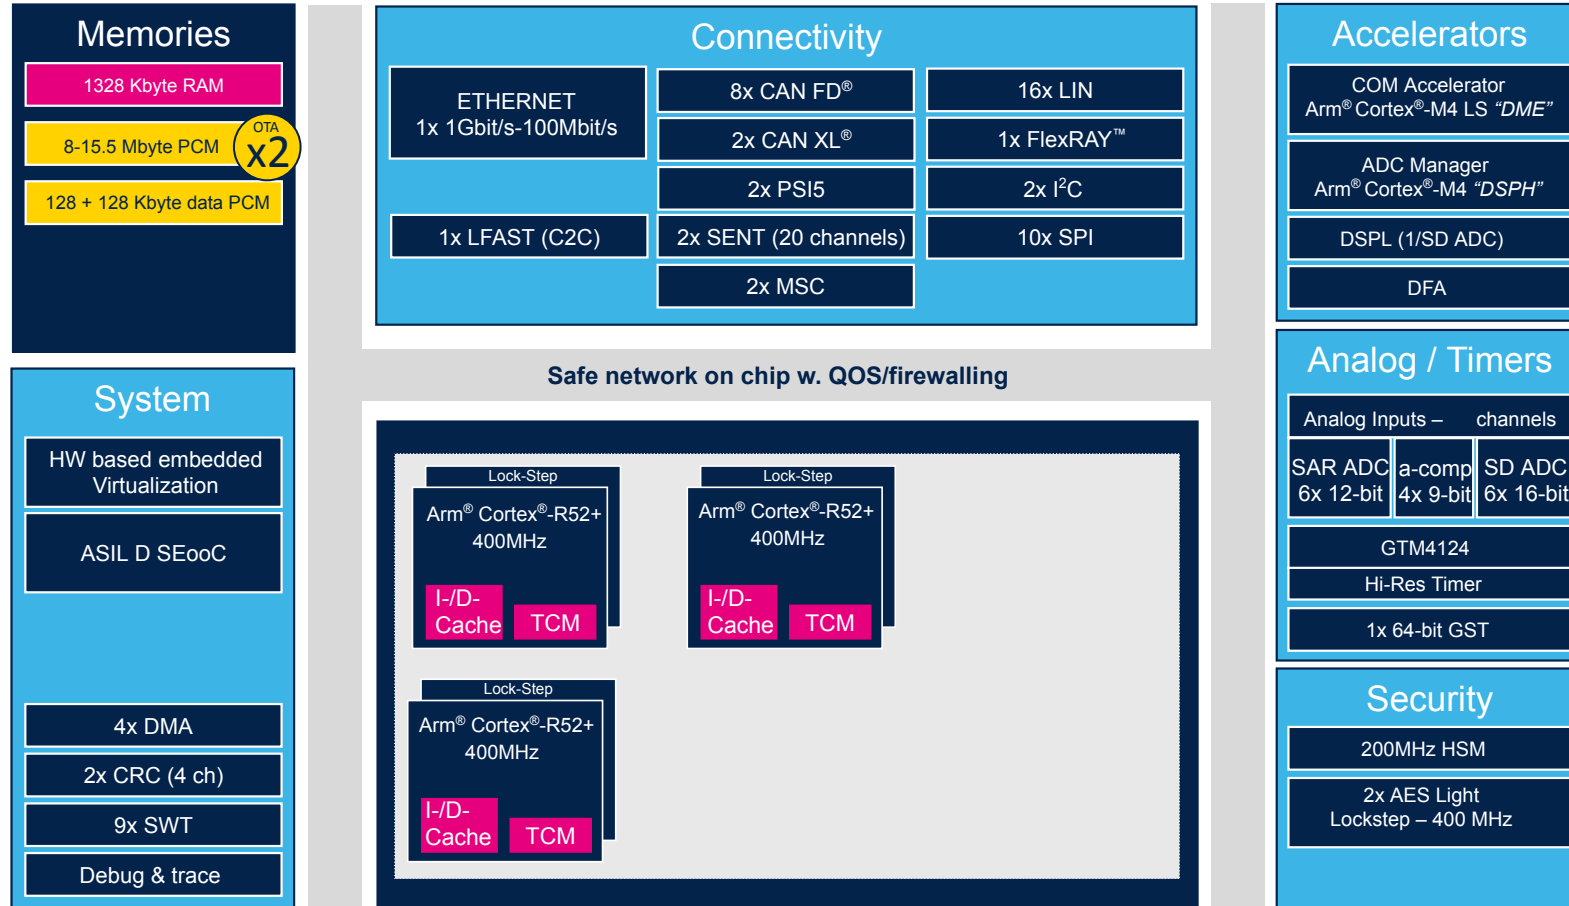 Memories
1328 Kbyte RAM
8-15.5 Mbyte PCM
OTA
x2
128 + 128 Kbyte data PCM
System
HW based embedded
Virtualization
ASIL D SEooC
4x DMA
2x CRC (4 ch)
9x SWT
Debug & trace
Connectivity
ETHERNET
1x 1Gbit/s-100Mbit/s
1x LFAST (C2C)
8x CAN FD®
2x CAN XL®
2x PSI5
2x SENT (20 channels)
2x MSC
16x LIN
1x FlexRAY™
2x I²C
10x SPI
Safe network on chip w. QOS/firewalling
Lock-Step
Arm® Cortex®-R52+
400MHz
I-/D-
Cache
TCM
Lock-Step
Arm® Cortex®-R52+
400MHz
I-/D-
Cache
TCM
Lock-Step
Arm® Cortex®-R52+
400MHz
I-/D-
Cache
TCM
Accelerators
COM Accelerator
Arm® Cortex®-M4 LS “DME”
ADC Manager
Arm® Cortex®-M4 “DSPH”
DSPL (1/SD ADC)
DFA
Analog / Timers
Analog Inputs – channels
SAR ADC
6x 12-bit
a-comp
4x 9-bit
SD ADC
6x 16-bit
GTM4124
Hi-Res Timer
1x 64-bit GST
Security
200MHz HSM
2x AES Light
Lockstep – 400 MHz